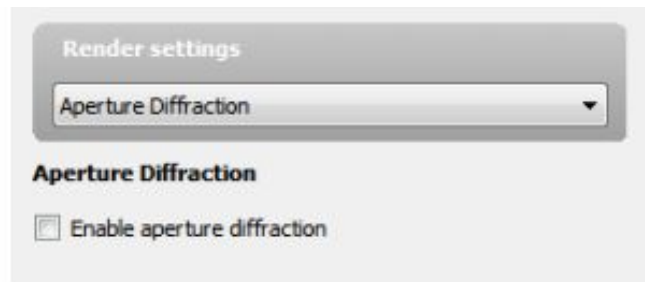 Render settings
Aperture Diffraction
Aperture Diffraction
Enable aperture diffraction